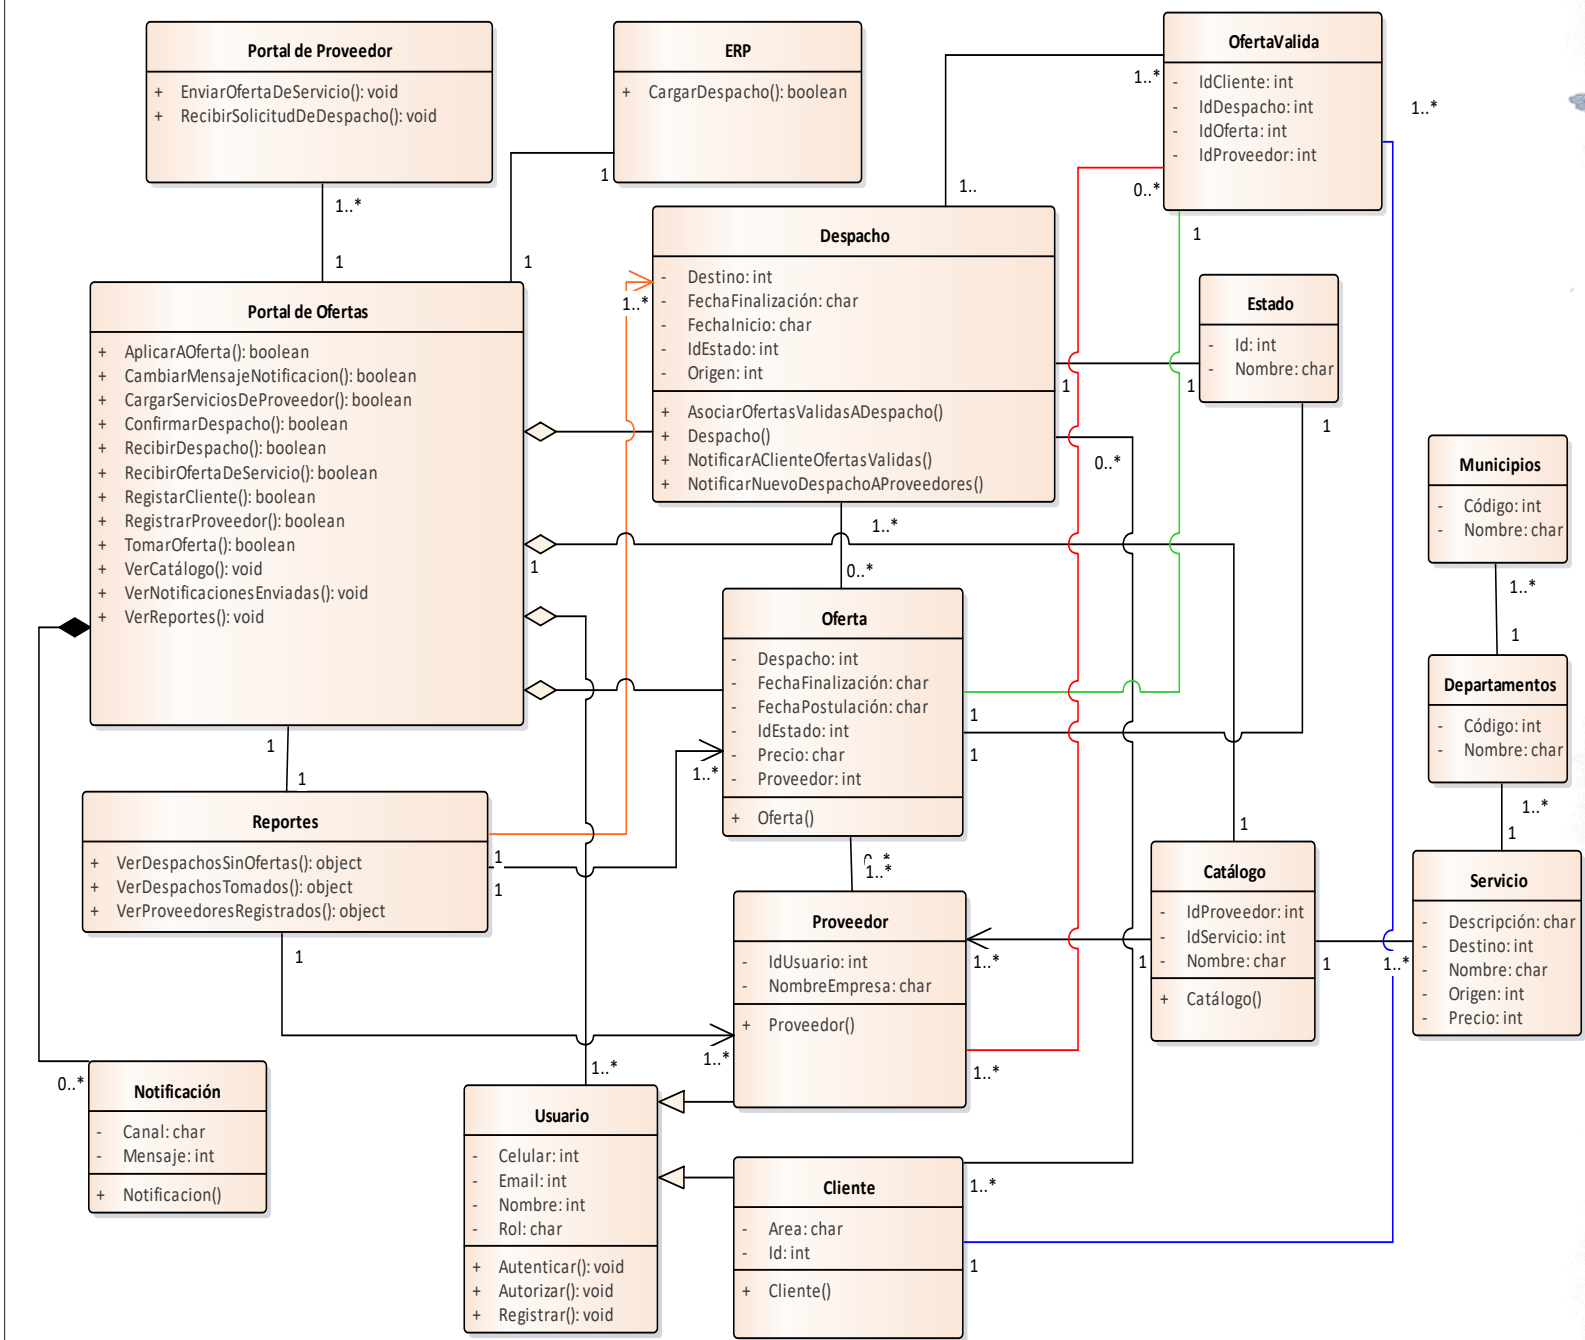 Portal de Proveedor
+ EnviarOfertaDeServicio(): void
+ RecibirSolicitudDeDespacho(): void
1..*
1
ERP
+ CargarDespacho(): boolean
1
1
OfertaValida
- IdCliente: int
- IdDespacho: int
- IdOferta: int
- IdProveedor: int
1..*
1..*
0..*
1
1..
Despacho
- Destino: int
- FechaFinalización: char
- FechaInicio: char
- IdEstado: int
- Origen: int
+ AsociarOfertasValidasADespacho()
+ Despacho()
+ NotificarAClienteOfertasValidas()
+ NotificarNuevoDespachoAProveedores()
1..*
1
1
0..*
1..*
0..*
Estado
- Id: int
- Nombre: char
1
Portal de Ofertas
+ AplicarAOferta(): boolean
+ CambiarMensajeNotificacion(): boolean
+ CargarServiciosDeProveedor(): boolean
+ ConfirmarDespacho(): boolean
+ RecibirDespacho(): boolean
+ RecibirOfertaDeServicio(): boolean
+ RegistarCliente(): boolean
+ RegistrarProveedor(): boolean
+ TomarOferta(): boolean
+ VerCatálogo(): void
+ VerNotificacionesEnviadas(): void
+ VerReportes(): void
1
1
1
Municipios
- Código: int
- Nombre: char
1..*
1
Departamentos
- Código: int
- Nombre: char
1..*
1
Oferta
- Despacho: int
- FechaFinalización: char
- FechaPostulación: char
- IdEstado: int
- Precio: char
- Proveedor: int
+ Oferta()
1
1
1..*
0..*
1..*
Reportes
+ VerDespachosSinOfertas(): object
+ VerDespachosTomados(): object
+ VerProveedoresRegistrados(): object
1
1
1
Catálogo
- IdProveedor: int
- IdServicio: int
- Nombre: char
+ Catálogo()
1
1
1
1..*
Servicio
- Descripción: char
- Destino: int
- Nombre: char
- Origen: int
- Precio: int
Proveedor
- IdUsuario: int
- NombreEmpresa: char
+ Proveedor()
1..*
1..*
1..*
Notificación
- Canal: char
- Mensaje: int
+ Notificacion()
0..*
Usuario
- Celular: int
- Email: int
- Nombre: int
- Rol: char
+ Autenticar(): void
+ Autorizar(): void
+ Registrar(): void
1..*
Cliente
- Area: char
- Id: int
+ Cliente()
1..*
1